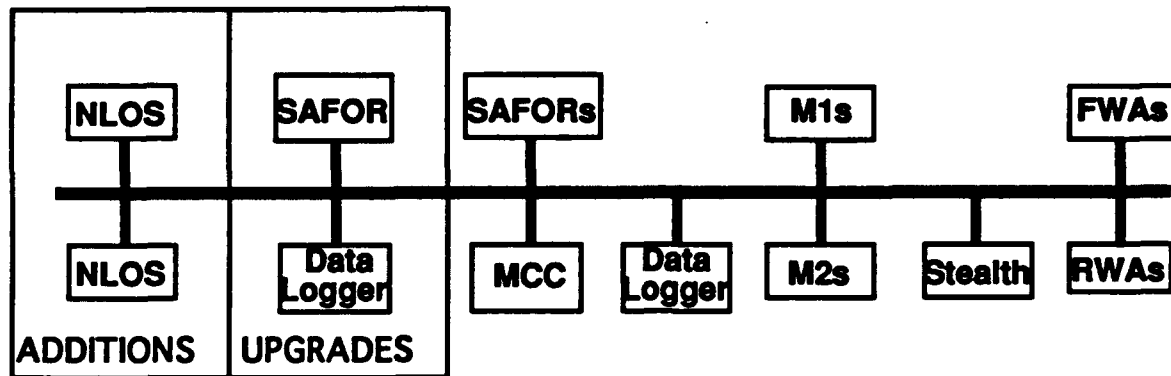 NLOS
SAFOR
SAFORs
M1s
FWAs
NLOS
Data
Logger
MCC
Data
Logger
M2s
Stealth
RWAs
ADDITIONS
UPGRADES